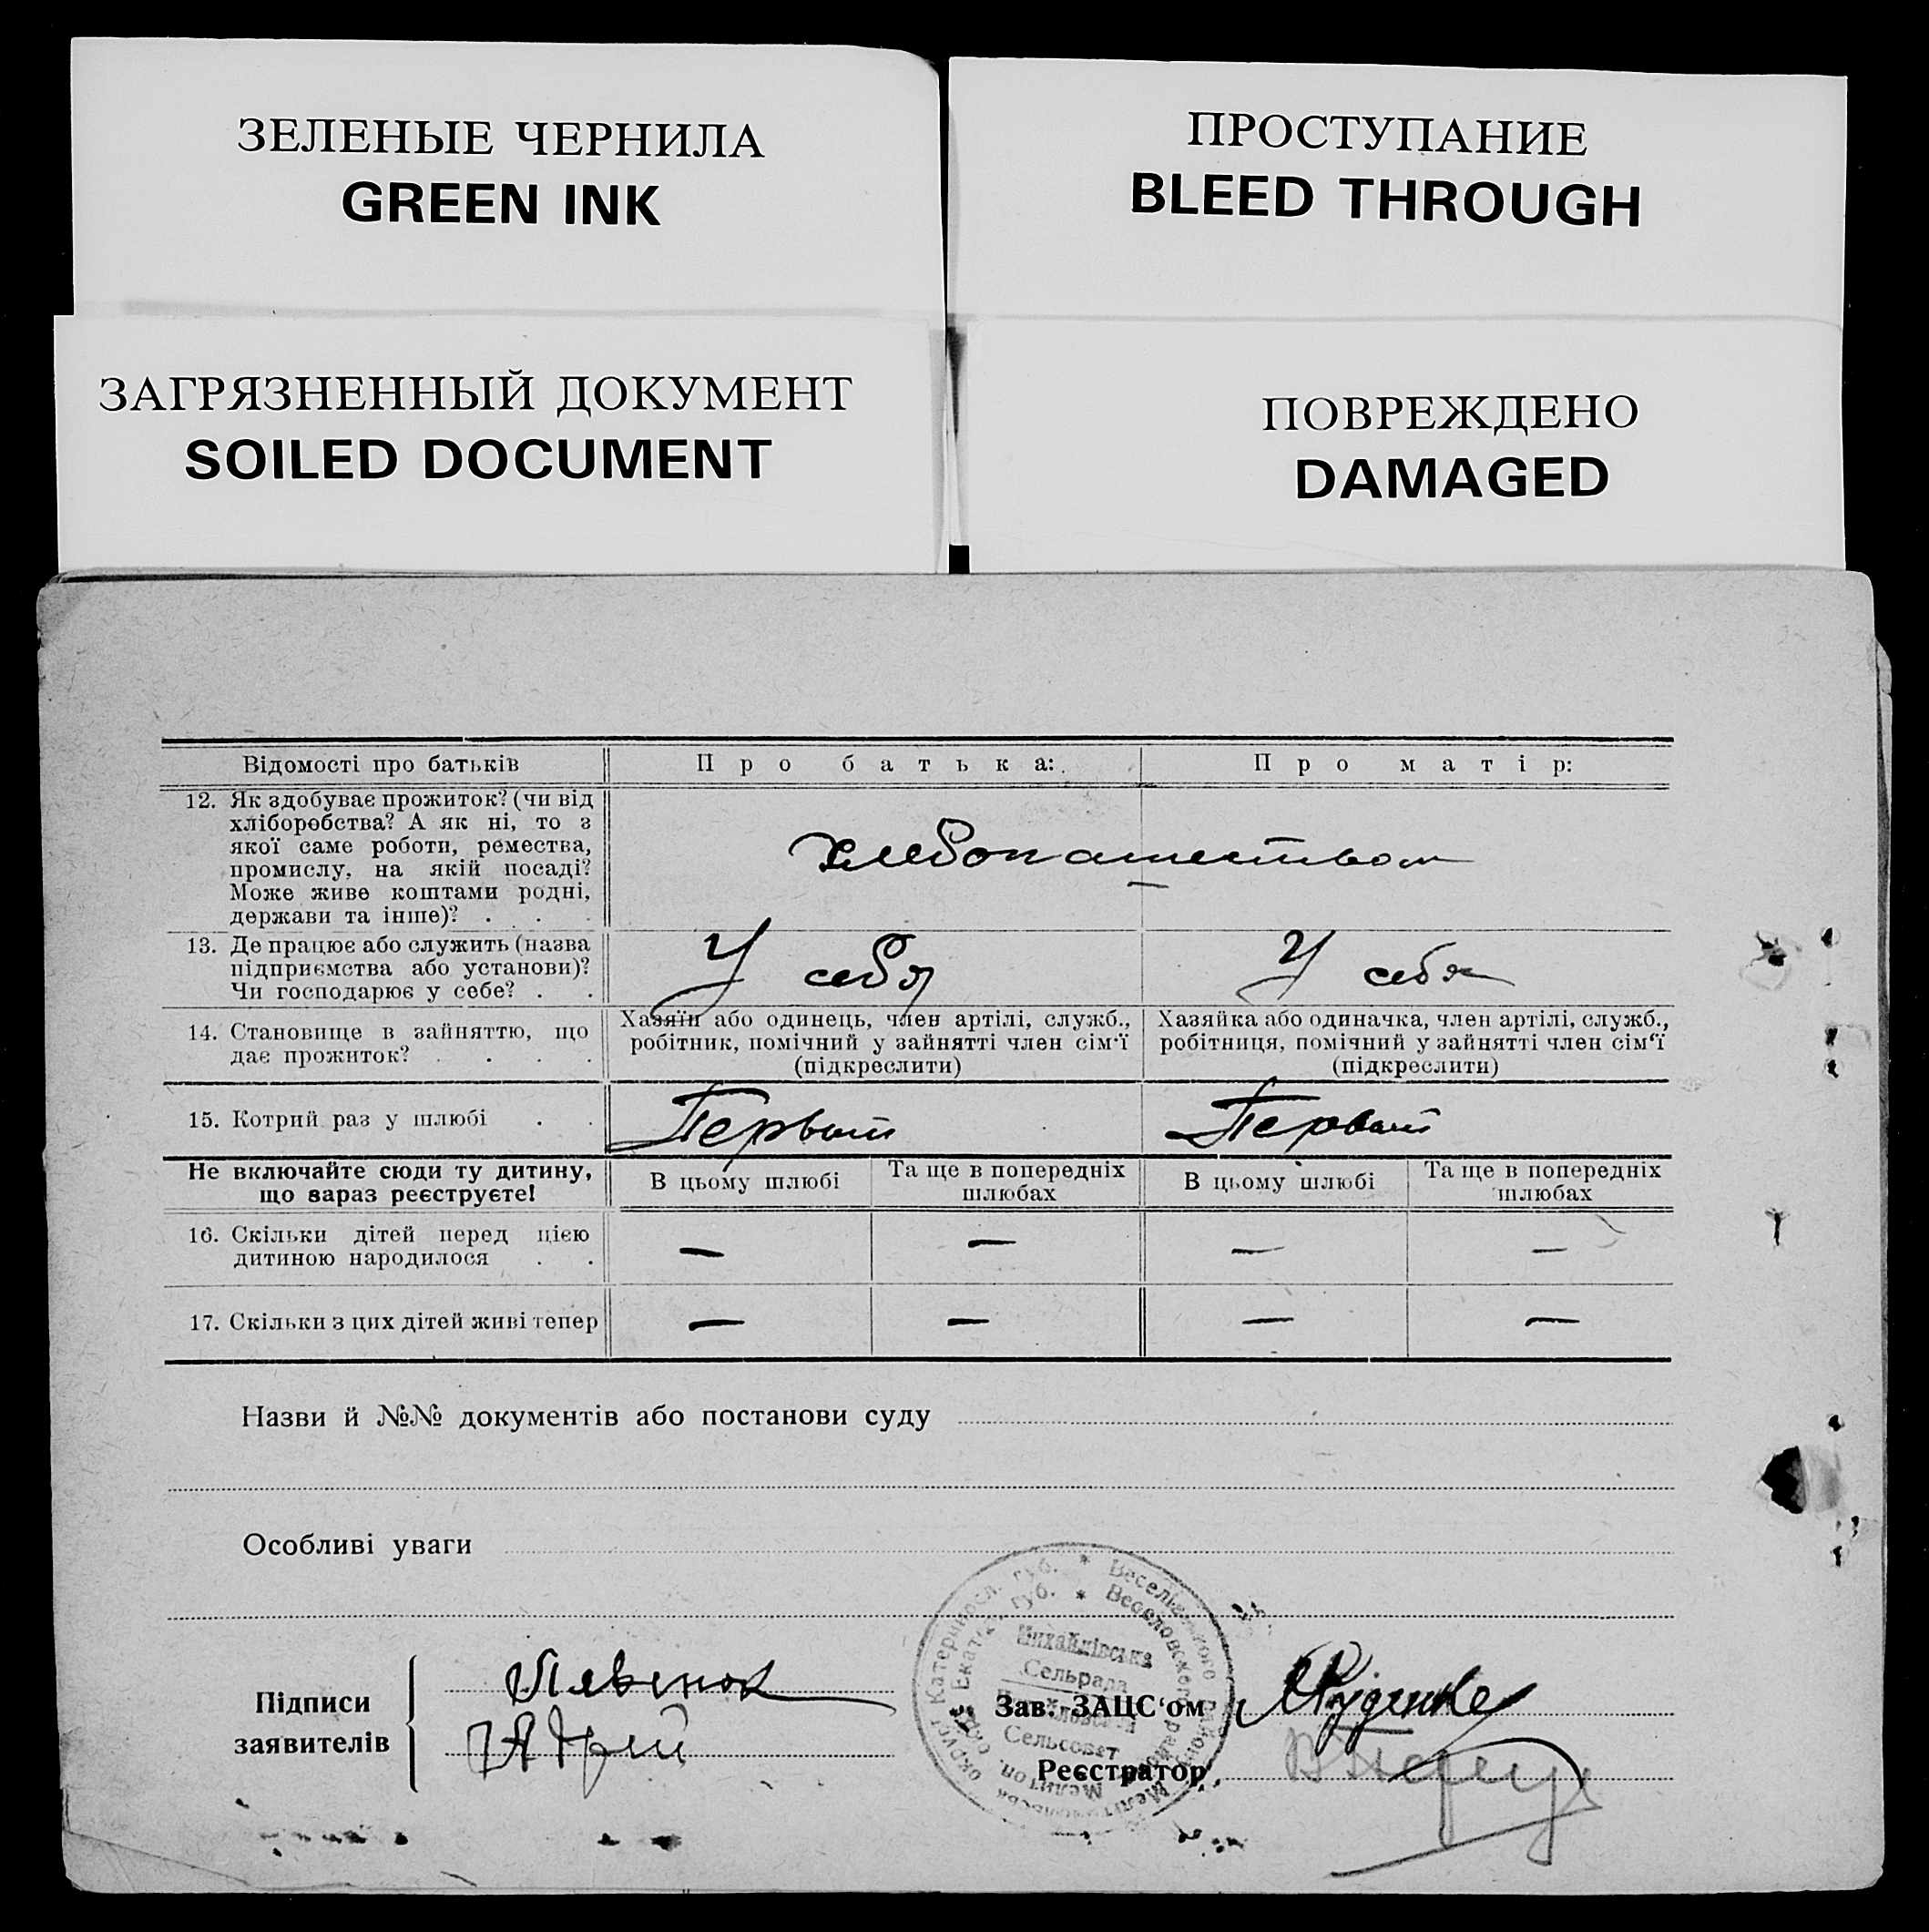 ЗЕЛЕНЫЕ ЧЕРНИЛА
GREEN INK
ПРОСТУПАНИЕ
BLEED THROUGH
ЗАГРЯЗНЕННЫЙ ДОКУМЕНТ
SOILED DOCUMENT
ПОВРЕЖДЕНО
DAMAGED
Відомості про батьків
Про батька:
Про матір:
12. Як здобуває прожиток? (чи від
хліборобства? А як ні, то з
якої саме роботи, ремества,
промислу, на якій посаді?
Може живе коштами родні,
держави та інше)? . . .
Хлебопашеством
13. Де працює або служить (назва
підприємства або установи)?
Чи господарює у себе? . .
У себя
У себя
14. Становище в зайняттю, що
дає прожиток? . . . .
Хазяїн або одинець, член артілі, служб.,
робітник, помічний у зайнятті член сім'ї
(підкреслити)
Хазяйка або одиначка, член артілі, служб.,
робітниця, помічний у зайнятті член сім'ї
(підкреслити)
15. Котрий раз у шлюбі . .
Первый
Первый
Не включайте сюди ту дитину,
що зараз реєструєте!
В цьому шлюбі
Та ще в попередніх
шлюбах
В цьому шлюбі
Та ще в попередніх
шлюбах
16. Скільки дітей перед цією
дитиною народилося . .
—
—
—
—
17. Скільки з цих дітей живі тепер
—
—
—
—
Назви й №№ документів або постанови суду
Особливі уваги
Підписи
заявителів
Михайлівська
Сельрада
Сельсовет
Зав. ЗАЦС'ом
Реєстратор